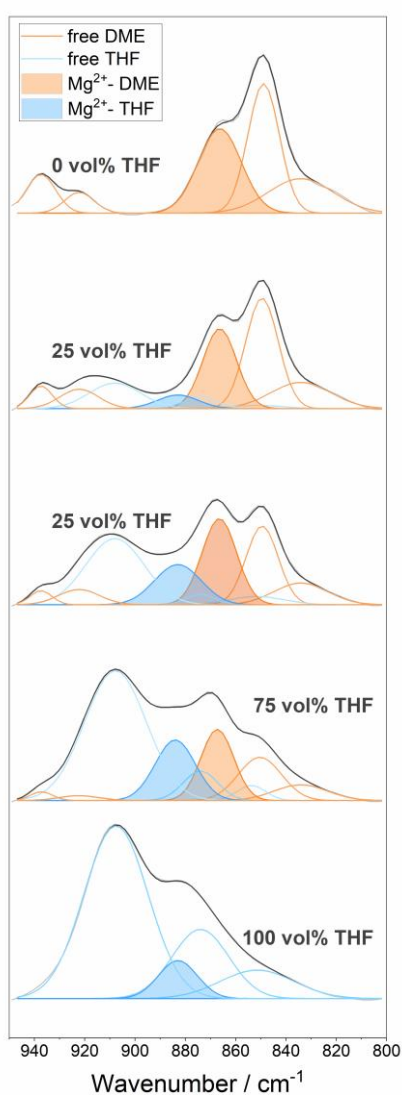 free DME
free THF
Mg²⁺- DME
Mg²⁺- THF
0 vol% THF
25 vol% THF
25 vol% THF
75 vol% THF
100 vol% THF
940 920 900 880 860 840 820 800
Wavenumber / cm⁻¹